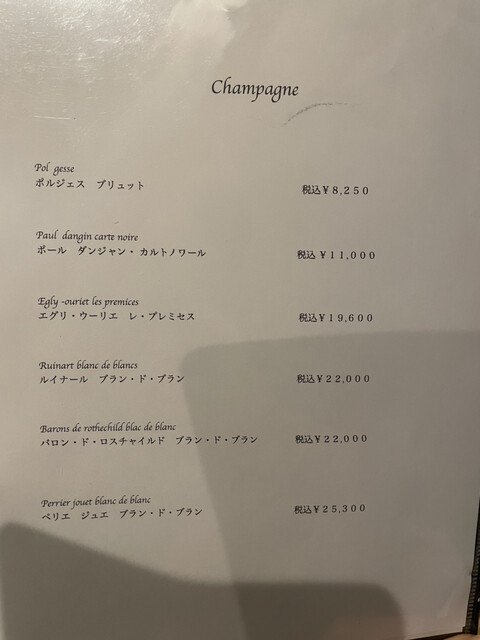 Champagne
Pol gesse
ポルジェス ブリュット 税込￥8,250
Paul dangin carte noire
ポール ダンジャン・カルトノワール 税込 ￥11,000
Egly -ouriet les premices
エグリ・ウーリエ レ・プレミセス 税込￥19,600
Ruinart blanc de blancs
ルイナール ブラン・ド・ブラン 税込￥22,000
Barons de rothechild blac de blanc
バロン・ド・ロスチャイルド ブラン・ド・ブラン 税込￥22,000
Perrier jouet blanc de blanc
ペリエ ジュエ ブラン・ド・ブラン 税込￥25,300